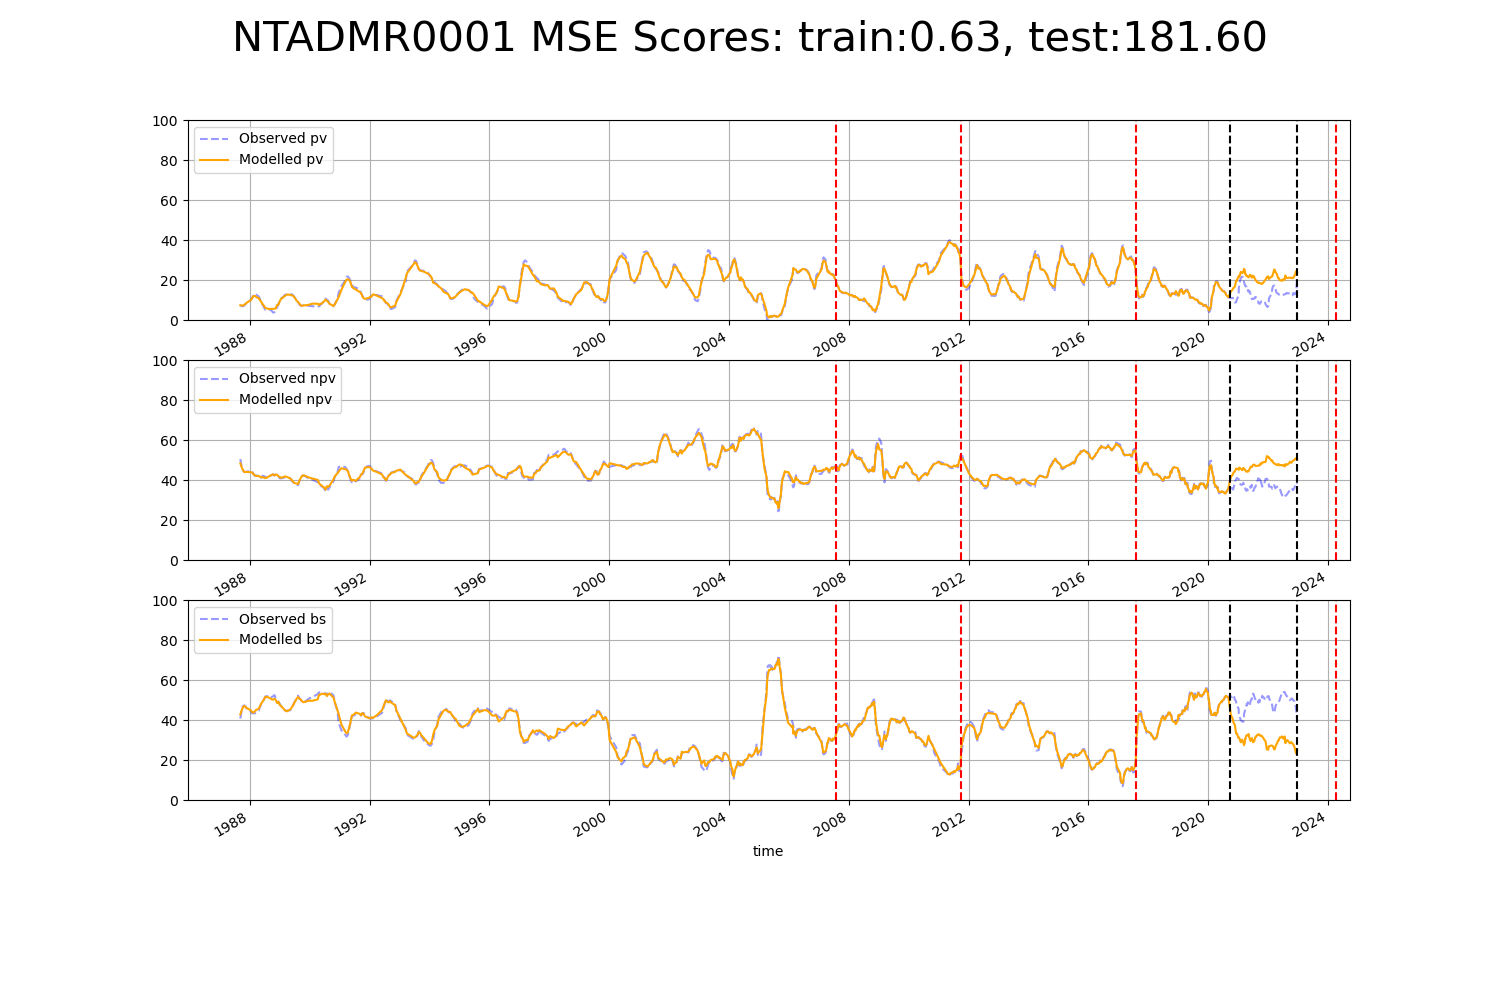 NTADMR0001 MSE Scores: train:0.63, test:181.60
100
80
60
40
20
0
Observed pv
Modelled pv
1988 1992 1996 2000 2004 2008 2012 2016 2020 2024
100
80
60
40
20
0
Observed npv
Modelled npv
1988 1992 1996 2000 2004 2008 2012 2016 2020 2024
100
80
60
40
20
0
Observed bs
Modelled bs
1988 1992 1996 2000 2004 2008 2012 2016 2020 2024
time